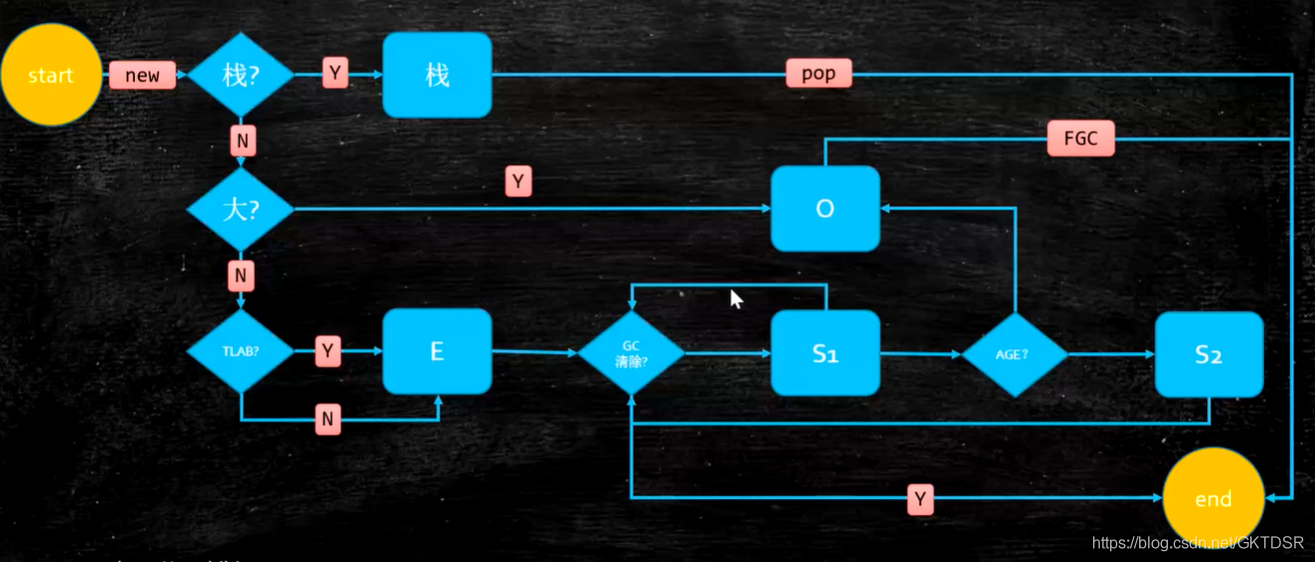 start
new
栈?
Y
栈
pop
N
FGC
Y
大?
O
N
TLAB?
Y
E
GC
清除?
S1
AGE?
S2
N
Y
end
https://blog.csdn.net/GKTDSR